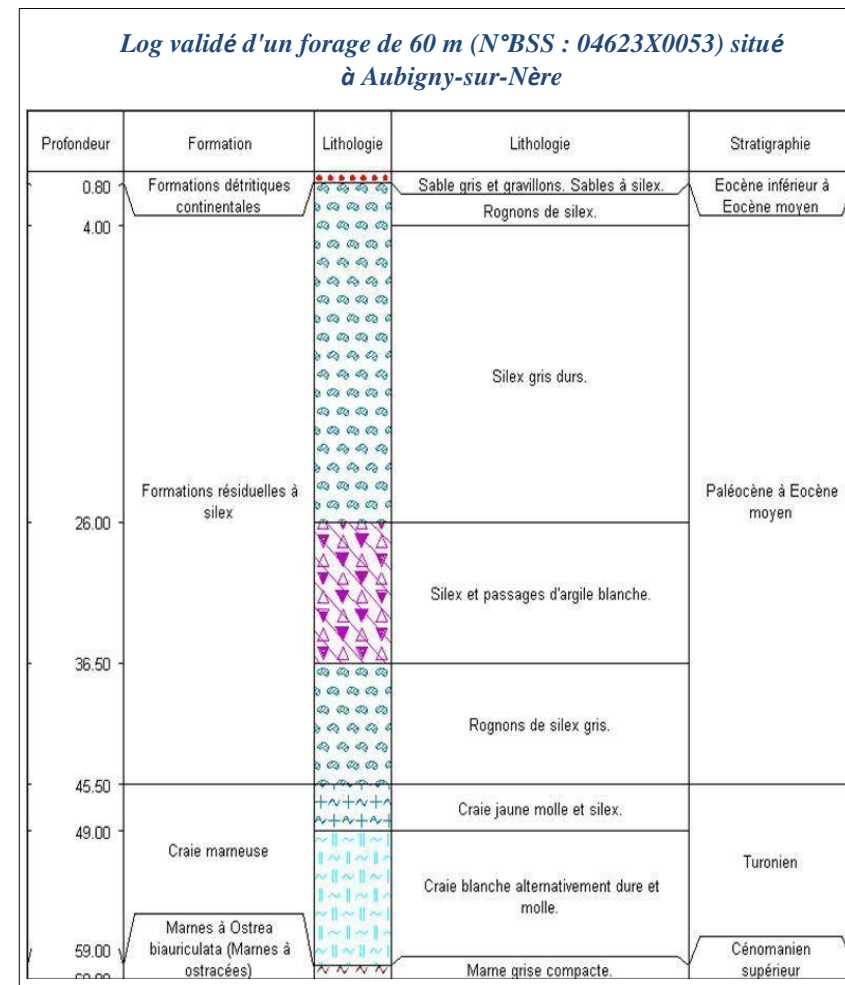 Log validé d'un forage de 60 m (N°BSS : 04623X0053) situé
à Aubigny-sur-Nère
Profondeur Formation Lithologie Lithologie Stratigraphie
0.80
Formations détritiques
continentales
Sable gris et gravillons. Sables à silex.
Eocène inférieur à
Eocène moyen
Rognons de silex.
4.00
Silex gris durs.
Formations résiduelles à
silex
Paléocène à Eocène
moyen
26.00
Silex et passages d'argile blanche.
36.50
Rognons de silex gris.
45.50
Craie jaune molle et silex.
49.00
Craie marneuse
Turonien
Craie blanche alternativement dure et
molle.
Marnes à Ostrea
biauriculata (Marnes à
ostracées)
59.00
Marne grise compacte.
Cénomanien
supérieur